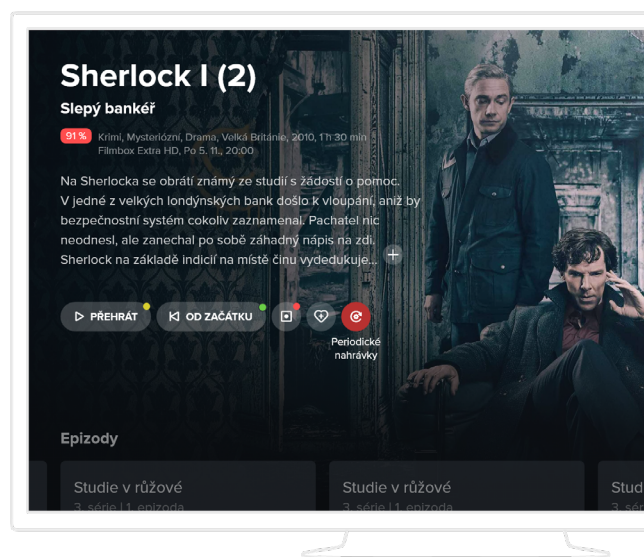 Sherlock I (2)
Slepý bankéř
91 % Krimi, Mysteriózní, Drama, Velká Británie, 2010, 1 h 30 min
Filmbox Extra HD, Po 5. 11., 20:00
Na Sherlocka se obrátí známý ze studií s žádostí o pomoc.
V jedné z velkých londýnských bank došlo k vloupání, aniž by
bezpečnostní systém cokoliv zaznamenal. Pachatel nic
neodnesl, ale zanechal po sobě záhadný nápis na zdi.
Sherlock na základě indicií na místě činu vydedukuje...
PŘEHRÁT OD ZAČÁTKU
Periodické
nahrávky
Epizody
Studie v růžové Studie v růžové Stud
3. série | 1. epizoda 3. série | 1. epizoda 3. sér